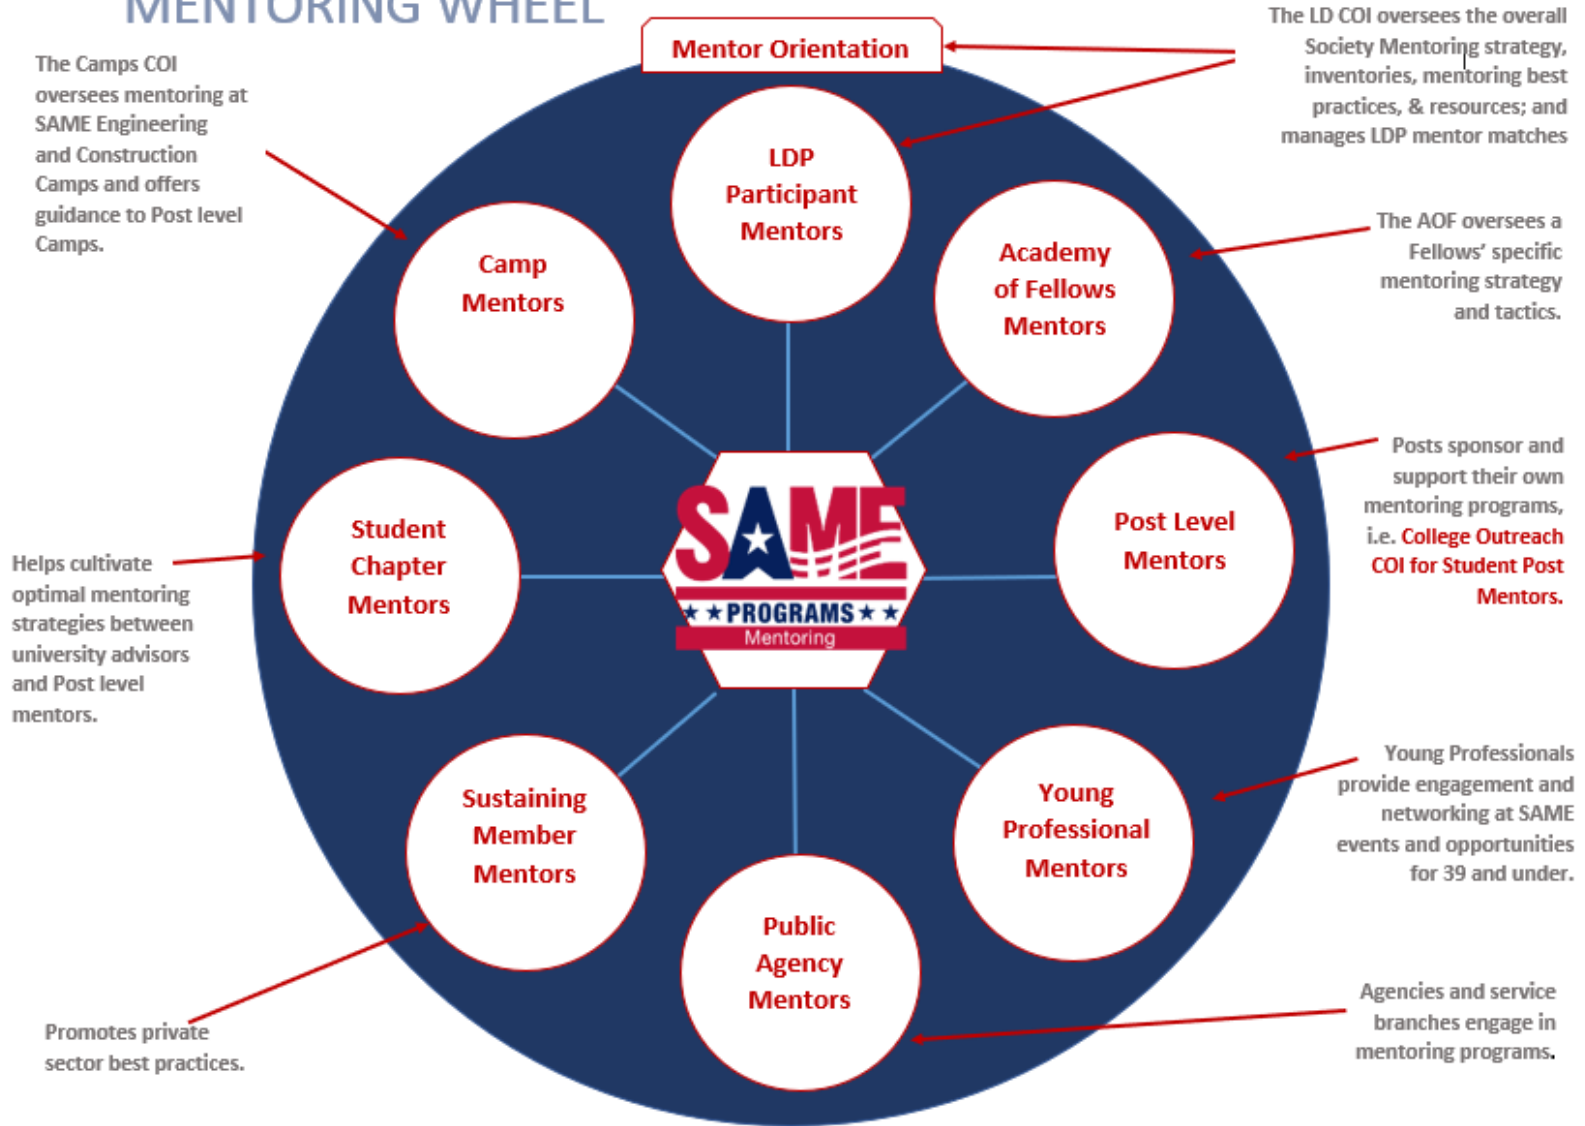 MENTORING WHEEL
Mentor Orientation
The LD COI oversees the overall
Society Mentoring strategy,
inventories, mentoring best
practices, & resources; and
manages LDP mentor matches
The Camps COI
oversees mentoring at
SAME Engineering
and Construction
Camps and offers
guidance to Post level
Camps.
LDP
Participant
Mentors
Camp
Mentors
Academy
of Fellows
Mentors
The AOF oversees a
Fellows' specific
mentoring strategy
and tactics.
Posts sponsor and
support their own
mentoring programs,
i.e. College Outreach
COI for Student Post
Mentors.
Post Level
Mentors
Student
Chapter
Mentors
SAME
PROGRAMS
Mentoring
Helps cultivate
optimal mentoring
strategies between
university advisors
and Post level
mentors.
Sustaining
Member
Mentors
Young
Professional
Mentors
Young Professionals
provide engagement and
networking at SAME
events and opportunities
for 39 and under.
Public
Agency
Mentors
Promotes private
sector best practices.
Agencies and service
branches engage in
mentoring programs.